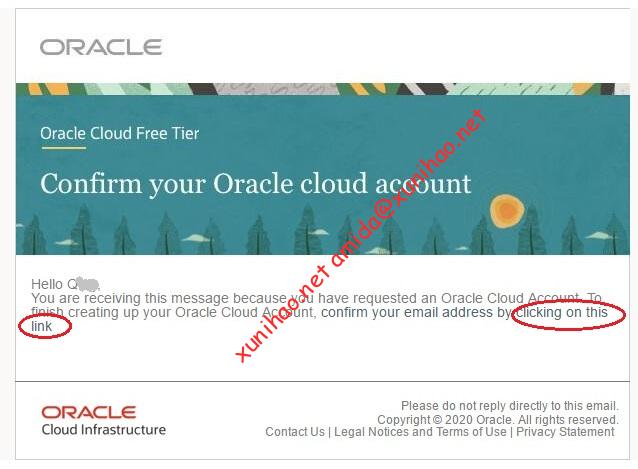 ORACLE
Oracle Cloud Free Tier
Confirm your Oracle cloud account
xunihao.net amida@xunihao.net
Hello Q
You are receiving this message because you have requested an Oracle Cloud Account. To
finish creating up your Oracle Cloud Account, confirm your email address by clicking on this
link
ORACLE
Cloud Infrastructure
Please do not reply directly to this email.
Copyright © 2020 Oracle. All rights reserved.
Contact Us | Legal Notices and Terms of Use | Privacy Statement